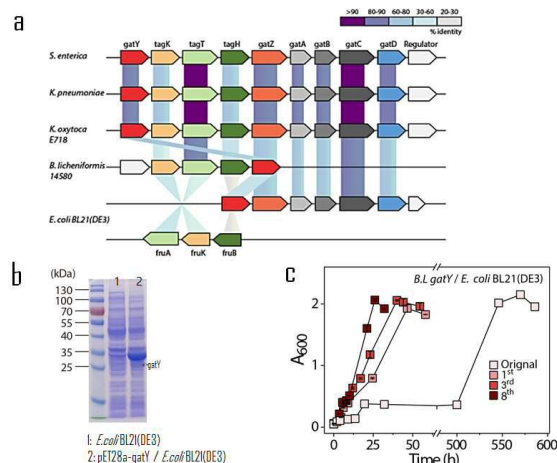 a
>90 80-90 60-80 30-60 20-30
% identity
gatY tagK tagT tagH gatZ gatA gatB gatC gatD Regulator
S. enterica
K. pneumoniae
K. oxytoca
E718
B. licheniformis
14580
E.coli BL21(DE3)
fruA fruK fruB
b
(kDa) 1 2
130
100
70
55
40
35
25
gatY
1: E.coli BL21(DE3)
2: pET28a-gatY / E.coli BL21(DE3)
c
B.L gatY / E. coli BL21(DE3)
A600
2
1
0
Orignal
1st
3rd
8th
0 25 50 500 550 600
Time (h)